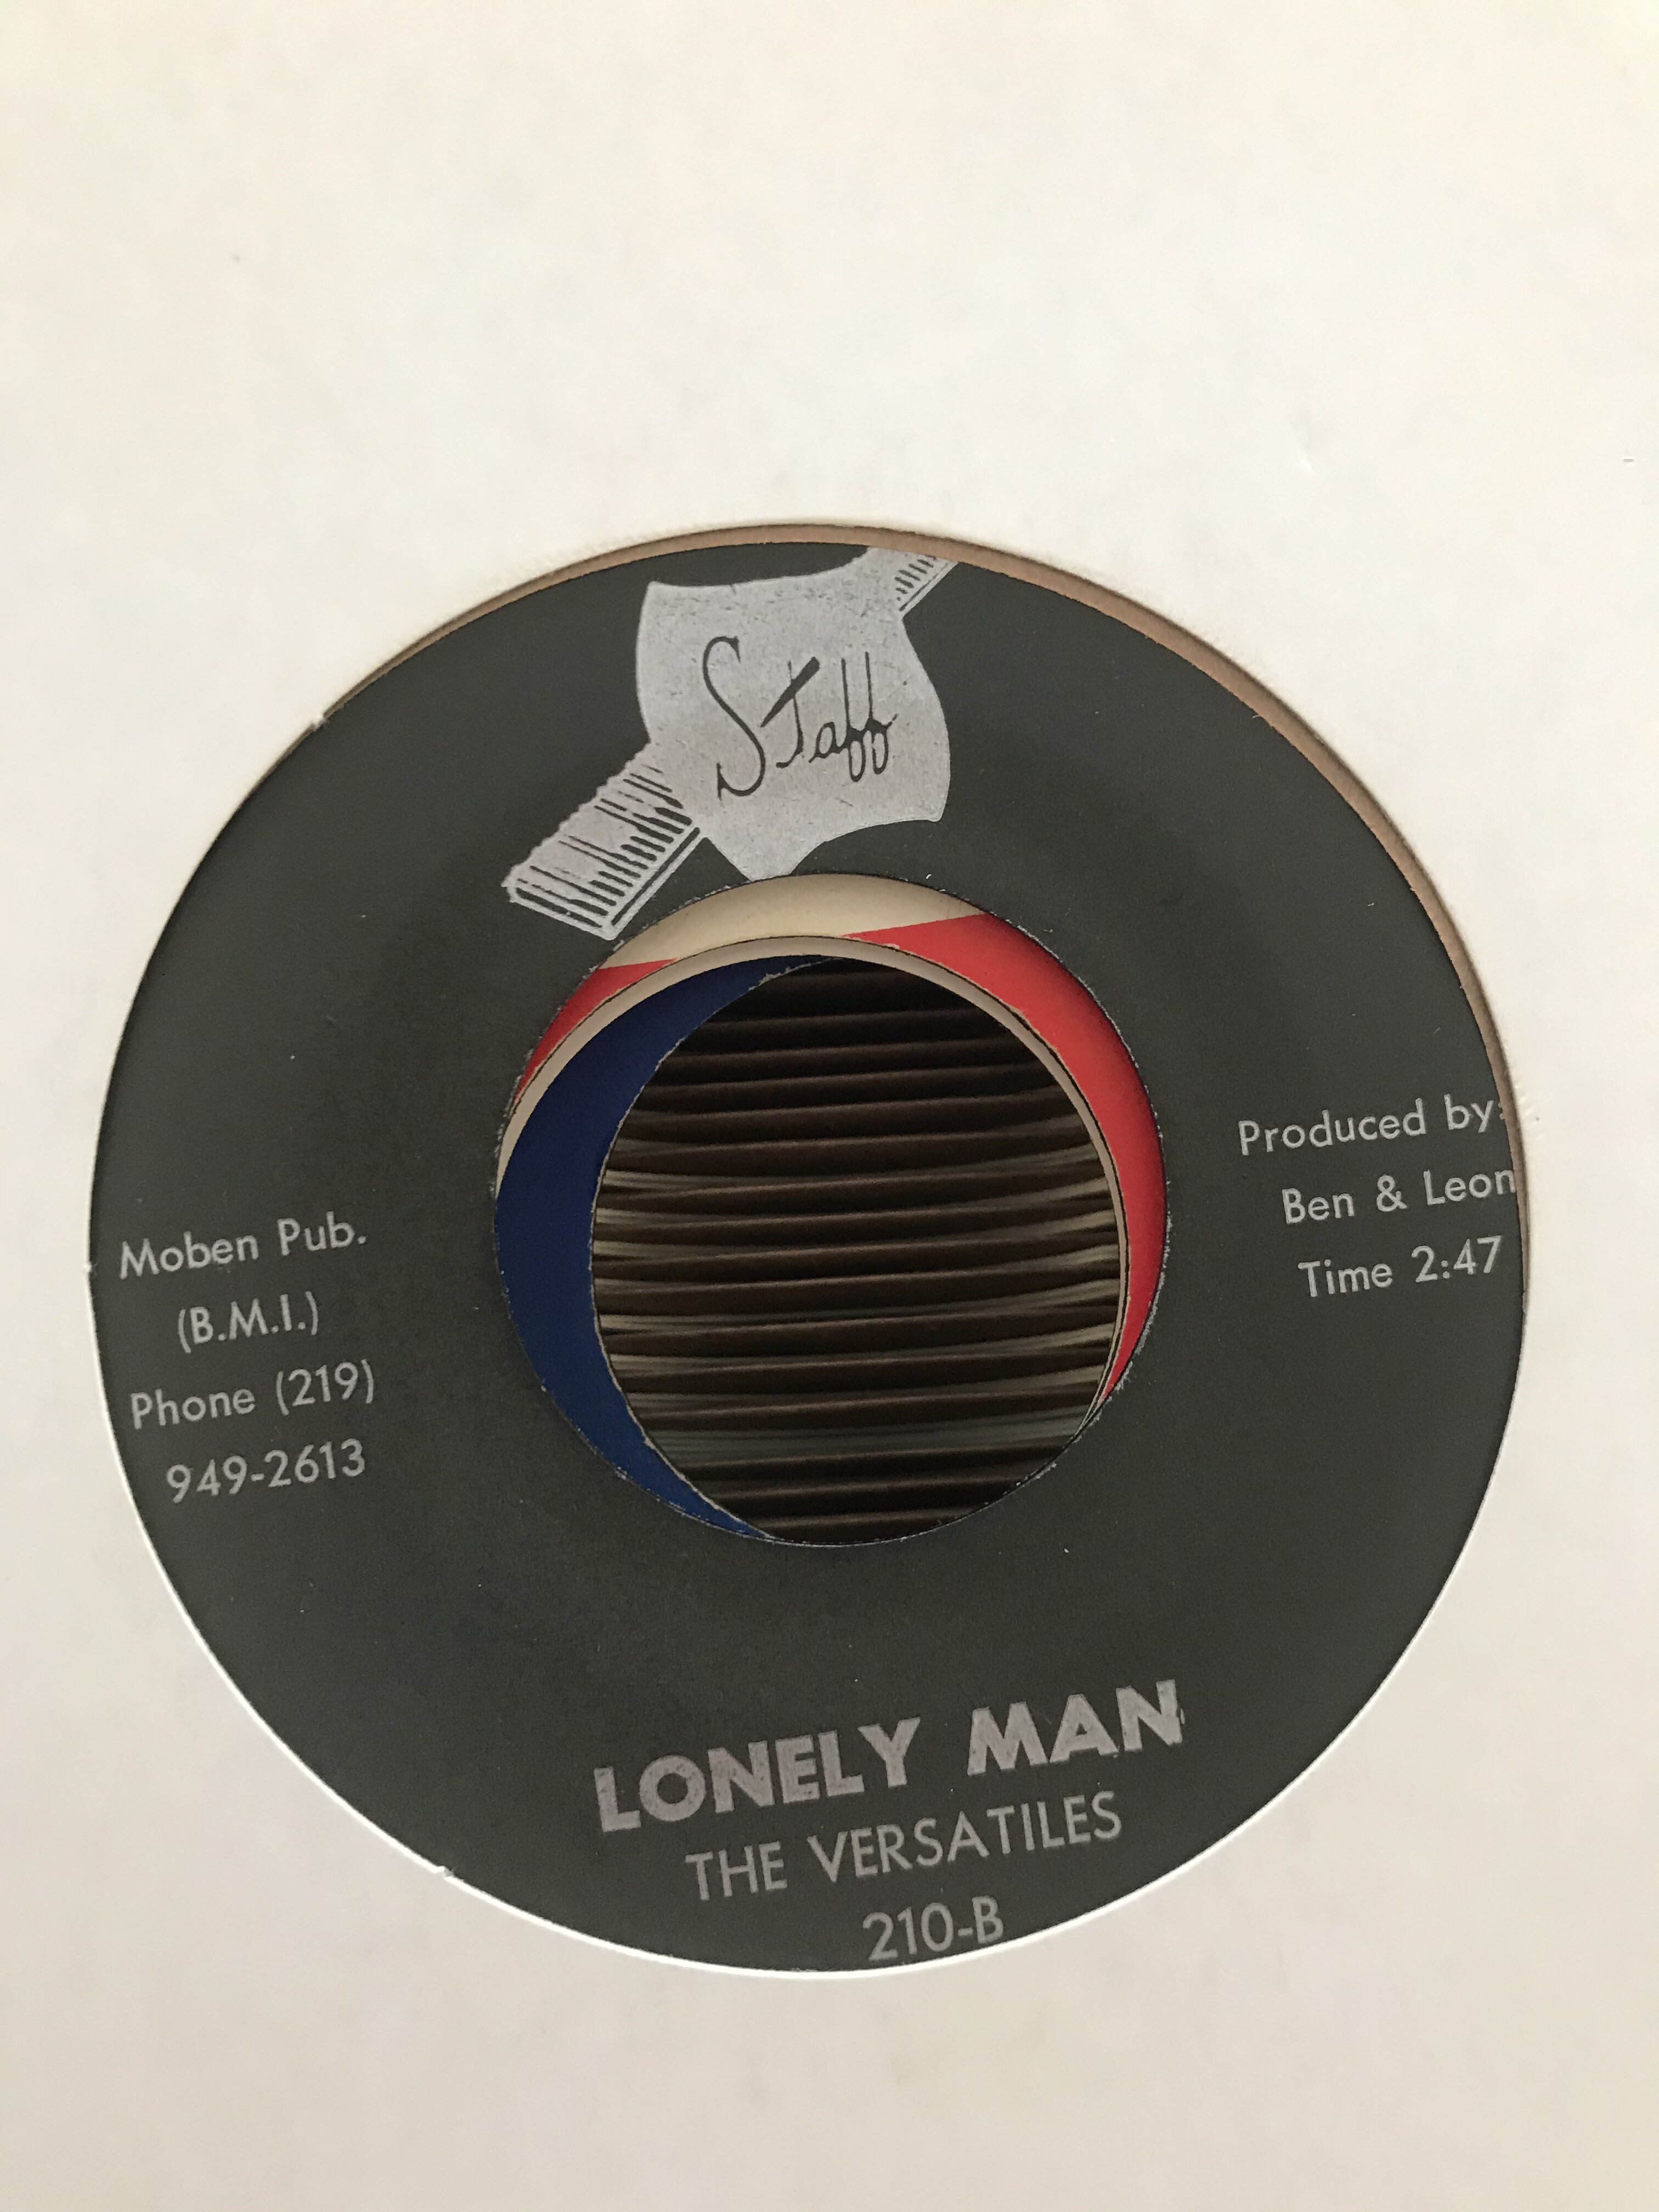 Staff
Moben Pub.
(B.M.I.)
Phone (219)
949-2613
Produced by:
Ben & Leon
Time 2:47
LONELY MAN
THE VERSATILES
210-B